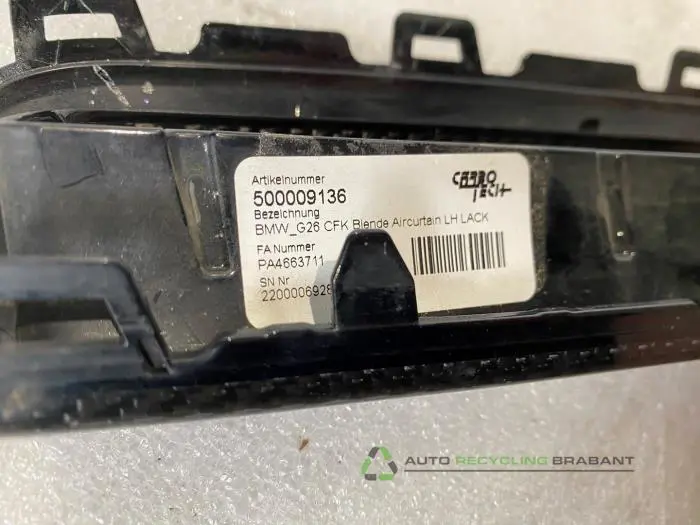 Artikelnummer
500009136
Bezeichnung
BMW_G26 CFK Blende Aircurtain LH LACK
FA Nummer
PA4663711
SN Nr
2200006928
CARBO
TECH
AUTO RECYCLING BRABANT